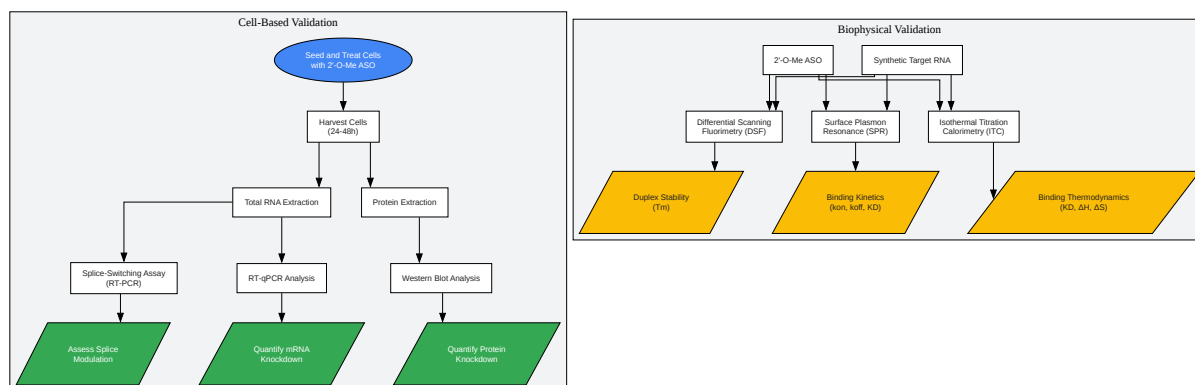 Cell-Based Validation
Seed and Treat Cells
with 2'-O-Me ASO
Harvest Cells
(24-48h)
Total RNA Extraction
Protein Extraction
Splice-Switching Assay
(RT-PCR)
RT-qPCR Analysis
Western Blot Analysis
Assess Splice
Modulation
Quantify mRNA
Knockdown
Quantify Protein
Knockdown
Biophysical Validation
2'-O-Me ASO
Synthetic Target RNA
Differential Scanning
Fluorimetry (DSF)
Surface Plasmon
Resonance (SPR)
Isothermal Titration
Calorimetry (ITC)
Duplex Stability
(Tm)
Binding Kinetics
(kon, koff, KD)
Binding Thermodynamics
(KD, ΔH, ΔS)